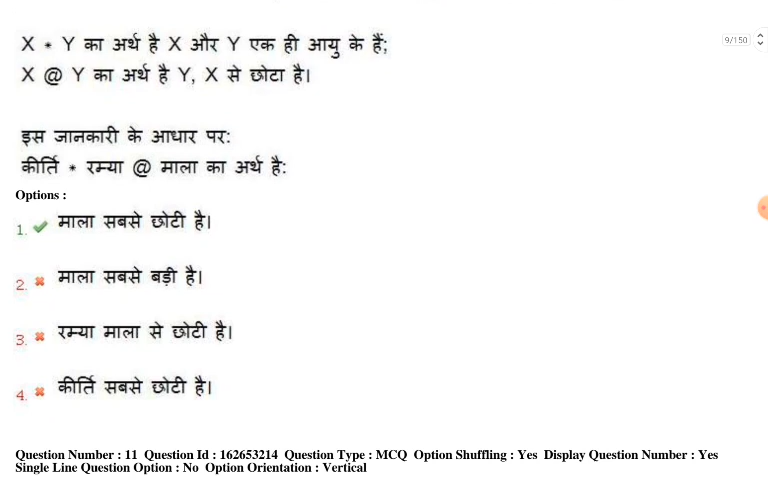 X * Y का अर्थ है X और Y एक ही आयु के हैं;
9/150
X @ Y का अर्थ है Y, X से छोटा है।
इस जानकारी के आधार पर:
कीर्ति * रम्या @ माला का अर्थ है:
Options :
1. माला सबसे छोटी है।
2. माला सबसे बड़ी है।
3. रम्या माला से छोटी है।
4. कीर्ति सबसे छोटी है।
Question Number : 11 Question Id : 162653214 Question Type : MCQ Option Shuffling : Yes Display Question Number : Yes
Single Line Question Option : No Option Orientation : Vertical